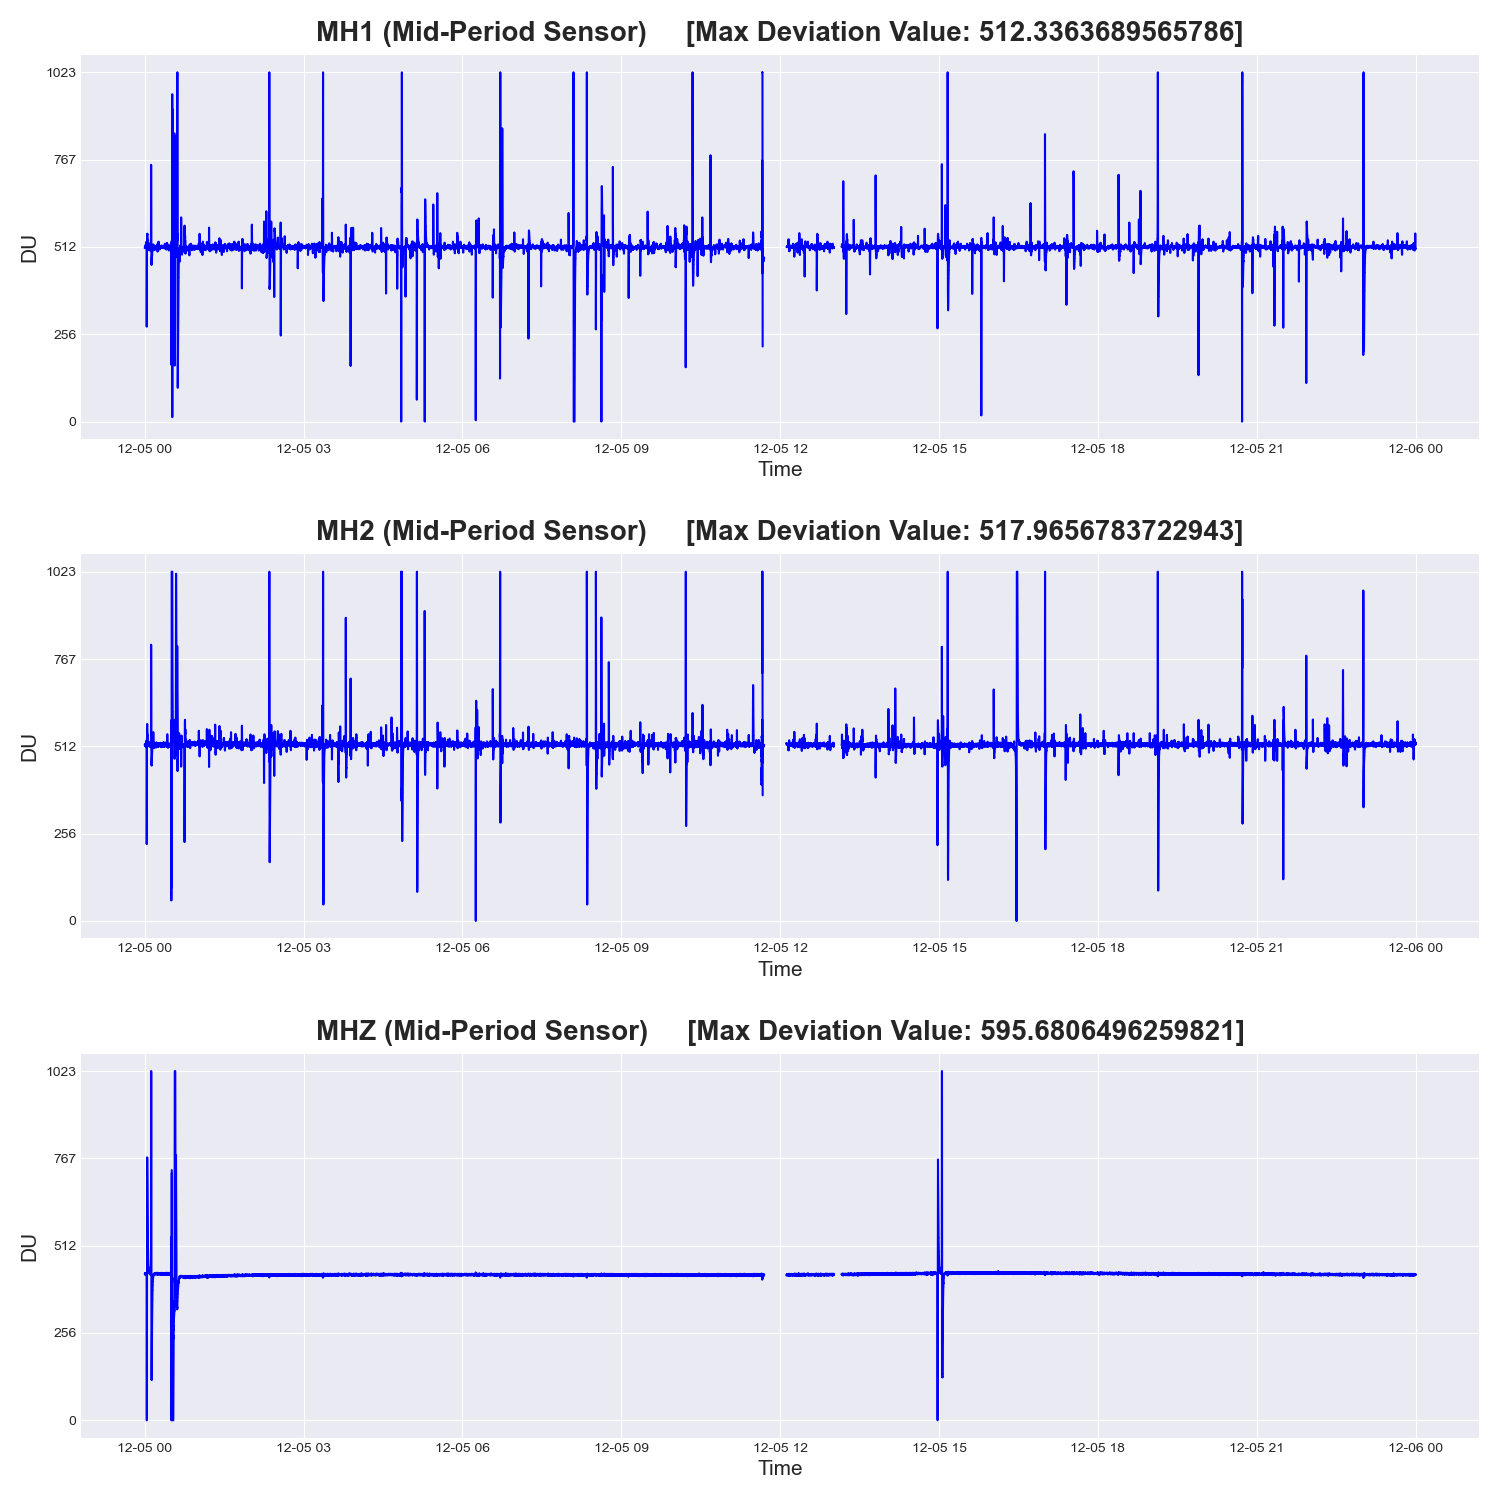 MH1 (Mid-Period Sensor) [Max Deviation Value: 512.3363689565786]
1023
767
512
256
0
DU
12-05 00 12-05 03 12-05 06 12-05 09 12-05 12 12-05 15 12-05 18 12-05 21 12-06 00
Time
MH2 (Mid-Period Sensor) [Max Deviation Value: 517.9656783722943]
1023
767
512
256
0
DU
12-05 00 12-05 03 12-05 06 12-05 09 12-05 12 12-05 15 12-05 18 12-05 21 12-06 00
Time
MHZ (Mid-Period Sensor) [Max Deviation Value: 595.6806496259821]
1023
767
512
256
0
DU
12-05 00 12-05 03 12-05 06 12-05 09 12-05 12 12-05 15 12-05 18 12-05 21 12-06 00
Time